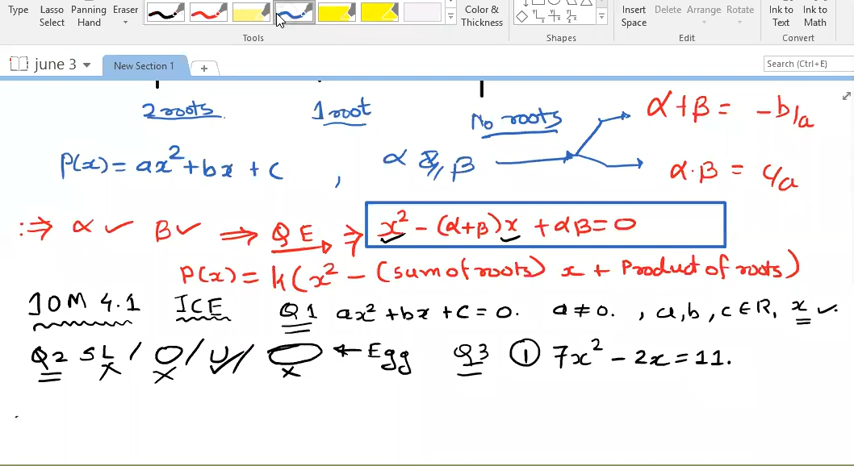 Type Lasso Select Panning Hand Eraser Color & Thickness Insert Space Delete Arrange Rotate Ink to Text Ink to Math
Tools Shapes Edit Convert
june 3 New Section 1 Search (Ctrl+E)
2 roots 1 root No roots α+β = -b/a
P(x) = ax² + bx + c , α & β α·β = c/a
:⇒ α ✓ β ✓ ⇒ QE ⇒ x² - (α+β)x + αβ = 0
P(x) = k(x² - (sum of roots) x + Product of roots)
IOM 4.1 ICE Q1 ax² + bx + c = 0. a ≠ 0. , a, b, c ∈ R, x ✓.
Q2 SL / O / U / O ← Egg Q3 ① 7x² - 2x = 11.